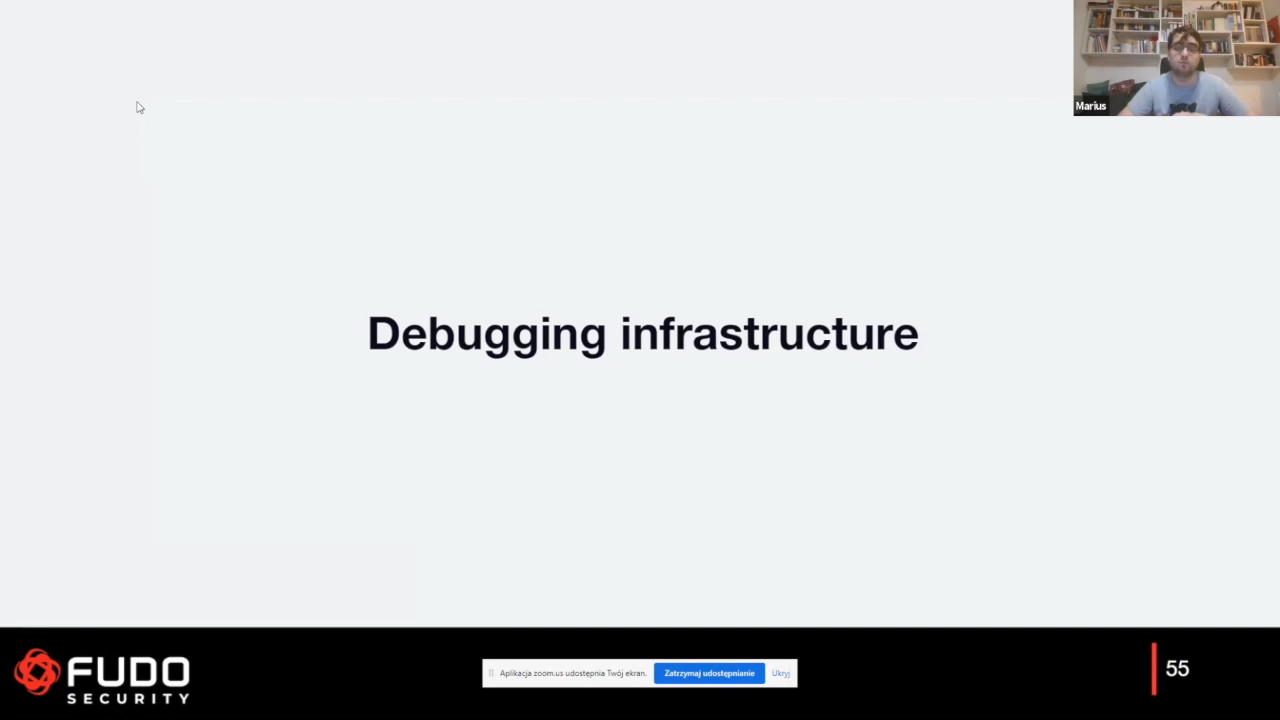 Marius
Debugging infrastructure
FUDO
SECURITY
Aplikacja zoom.us udostępnia Twój ekran.
Zatrzymaj udostępnianie
Ukryj
55